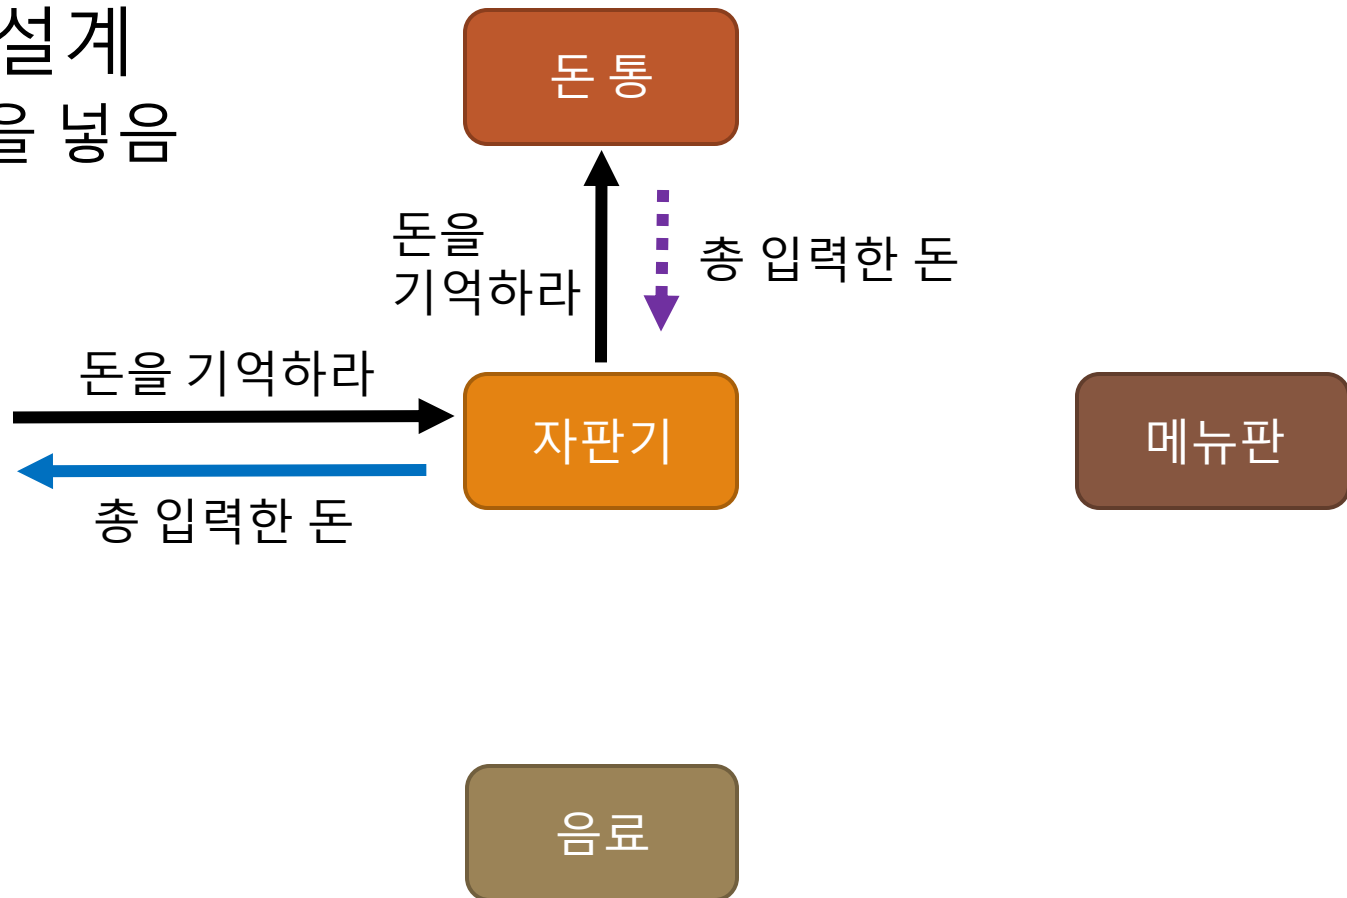 설계
을 넣음
돈 통
돈을
기억하라
총 입력한 돈
돈을 기억하라
자판기
메뉴판
총 입력한 돈
음료